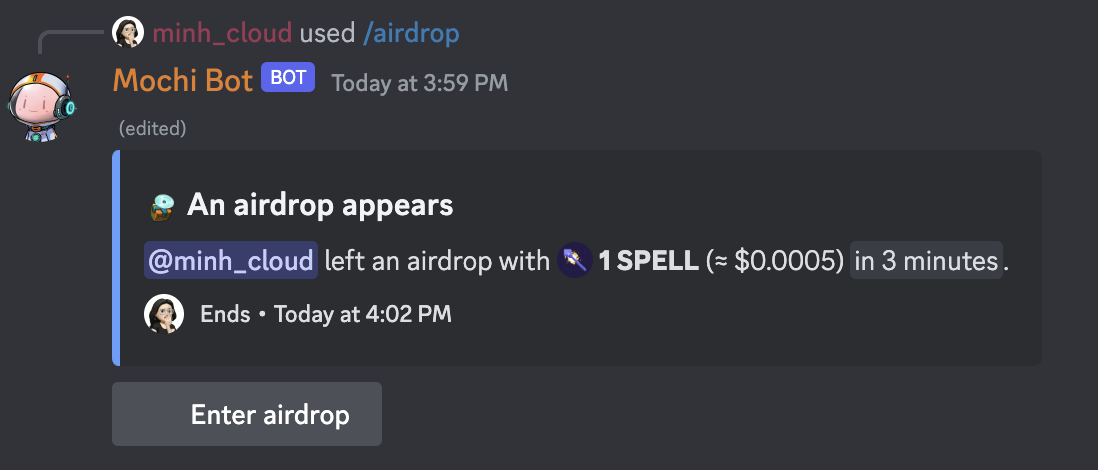 minh_cloud used /airdrop
Mochi Bot BOT Today at 3:59 PM
(edited)
An airdrop appears
@minh_cloud left an airdrop with 1 SPELL (≈ $0.0005) in 3 minutes.
Ends • Today at 4:02 PM
Enter airdrop